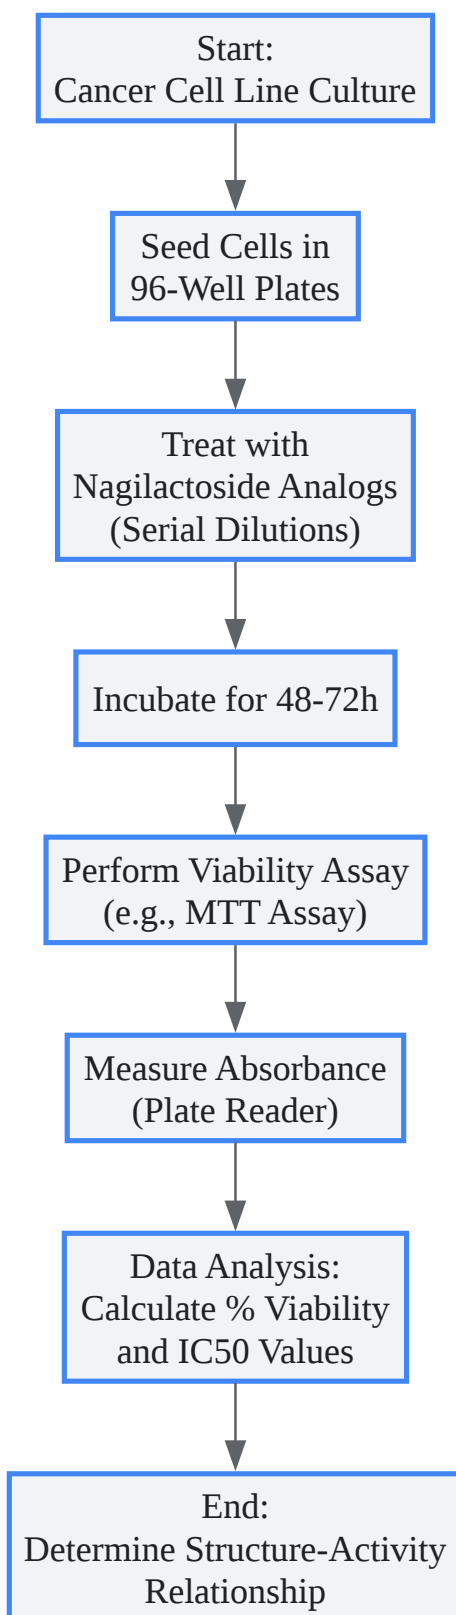 Start:
Cancer Cell Line Culture
Seed Cells in
96-Well Plates
Treat with
Nagilactoside Analogs
(Serial Dilutions)
Incubate for 48-72h
Perform Viability Assay
(e.g., MTT Assay)
Measure Absorbance
(Plate Reader)
Data Analysis:
Calculate % Viability
and IC50 Values
End:
Determine Structure-Activity
Relationship